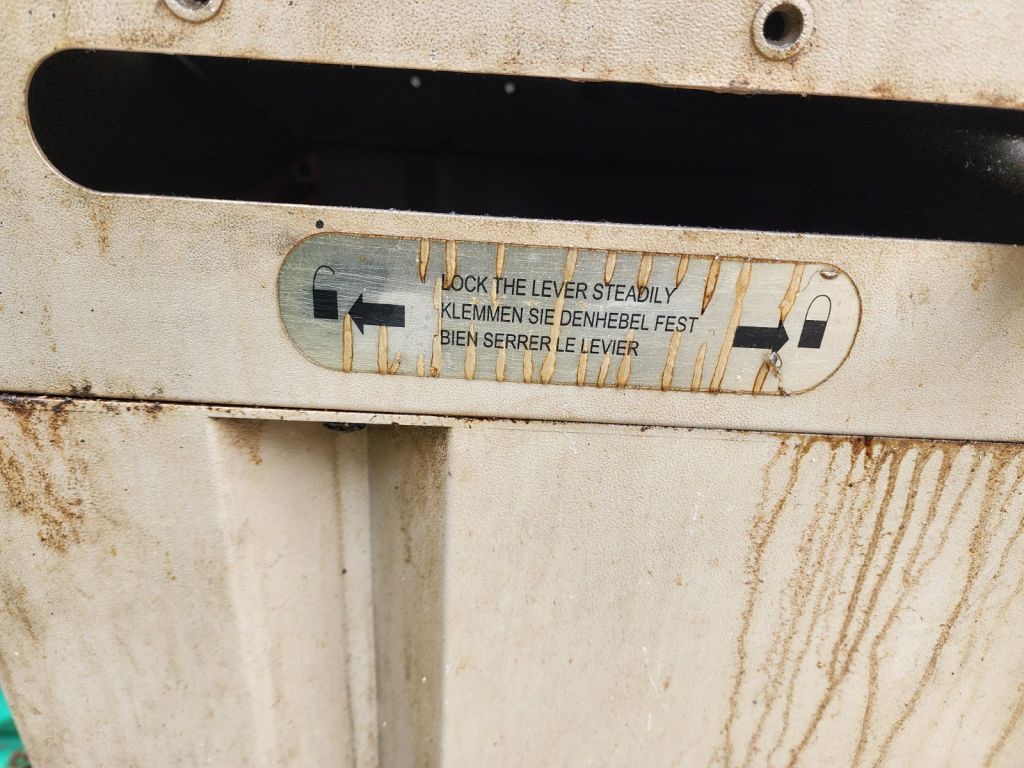 LOCK THE LEVER STEADILY
KLEMMEN SIE DENHEBEL FEST
BIEN SERRER LE LEVIER